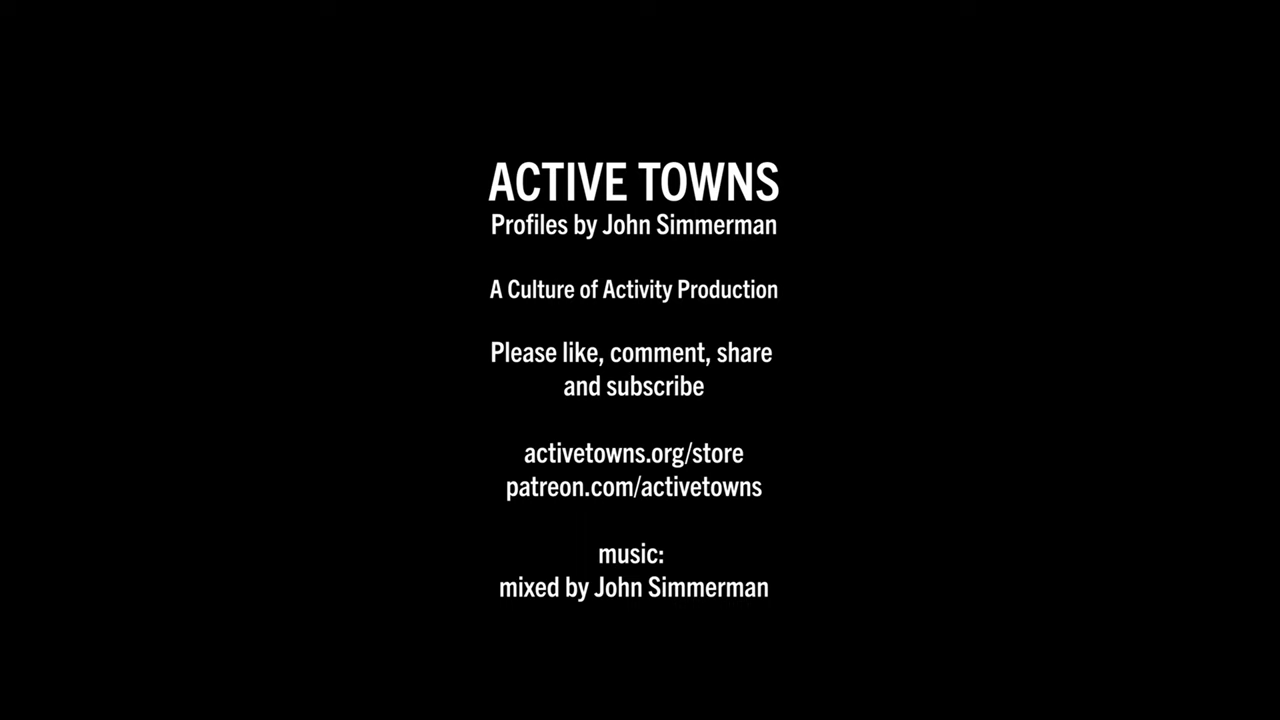 ACTIVE TOWNS
Profiles by John Simmerman
A Culture of Activity Production
Please like, comment, share
and subscribe
activetowns.org/store
patreon.com/activetowns
music:
mixed by John Simmerman